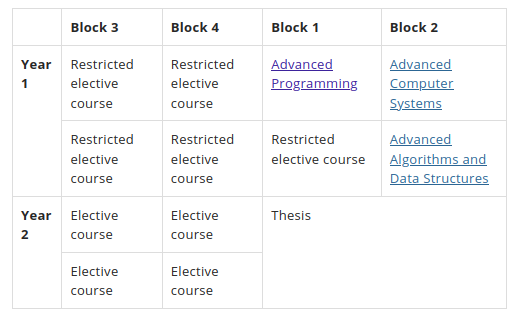 Block 3 Block 4 Block 1 Block 2
Year 1 Restricted elective course Restricted elective course Advanced Programming Advanced Computer Systems
Restricted elective course Restricted elective course Restricted elective course Advanced Algorithms and Data Structures
Year 2 Elective course Elective course Thesis
Elective course Elective course